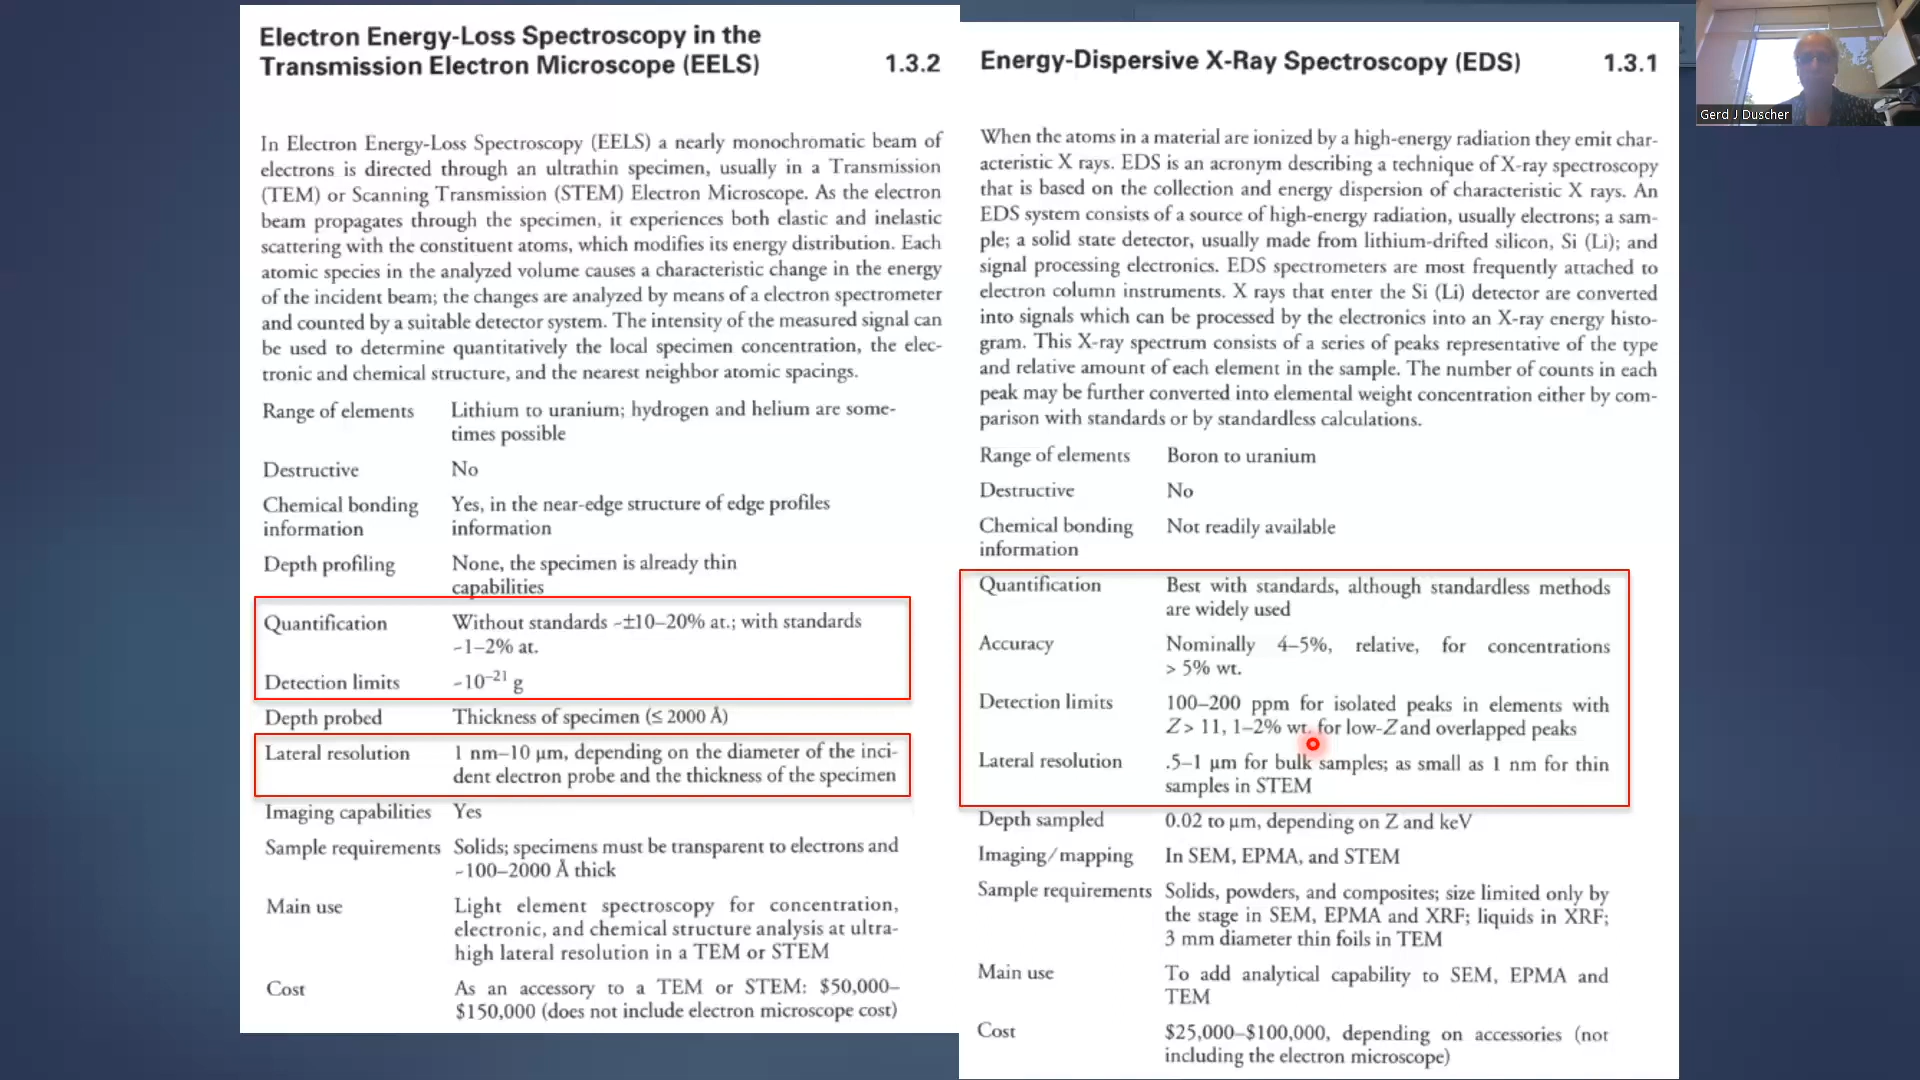 Electron Energy-Loss Spectroscopy in the
Transmission Electron Microscope (EELS) 1.3.2
In Electron Energy-Loss Spectroscopy (EELS) a nearly monochromatic beam of
electrons is directed through an ultrathin specimen, usually in a Transmission
(TEM) or Scanning Transmission (STEM) Electron Microscope. As the electron
beam propagates through the specimen, it experiences both elastic and inelastic
scattering with the constituent atoms, which modifies its energy distribution. Each
atomic species in the analyzed volume causes a characteristic change in the energy
of the incident beam; the changes are analyzed by means of a electron spectrometer
and counted by a suitable detector system. The intensity of the measured signal can
be used to determine quantitatively the local specimen concentration, the elec-
tronic and chemical structure, and the nearest neighbor atomic spacings.
Range of elements Lithium to uranium; hydrogen and helium are some-
times possible
Destructive No
Chemical bonding Yes, in the near-edge structure of edge profiles
information information
Depth profiling None, the specimen is already thin
capabilities
Quantification Without standards ~±10–20% at.; with standards
~1–2% at.
Detection limits ~10⁻²¹ g
Depth probed Thickness of specimen (≤ 2000 Å)
Lateral resolution 1 nm–10 µm, depending on the diameter of the inci-
dent electron probe and the thickness of the specimen
Imaging capabilities Yes
Sample requirements Solids; specimens must be transparent to electrons and
~100–2000 Å thick
Main use Light element spectroscopy for concentration,
electronic, and chemical structure analysis at ultra-
high lateral resolution in a TEM or STEM
Cost As an accessory to a TEM or STEM: $50,000–
$150,000 (does not include electron microscope cost)
Energy-Dispersive X-Ray Spectroscopy (EDS) 1.3.1
When the atoms in a material are ionized by a high-energy radiation they emit char-
acteristic X rays. EDS is an acronym describing a technique of X-ray spectroscopy
that is based on the collection and energy dispersion of characteristic X rays. An
EDS system consists of a source of high-energy radiation, usually electrons; a sam-
ple; a solid state detector, usually made from lithium-drifted silicon, Si (Li); and
signal processing electronics. EDS spectrometers are most frequently attached to
electron column instruments. X rays that enter the Si (Li) detector are converted
into signals which can be processed by the electronics into an X-ray energy histo-
gram. This X-ray spectrum consists of a series of peaks representative of the type
and relative amount of each element in the sample. The number of counts in each
peak may be further converted into elemental weight concentration either by com-
parison with standards or by standardless calculations.
Range of elements Boron to uranium
Destructive No
Chemical bonding Not readily available
information
Quantification Best with standards, although standardless methods
are widely used
Accuracy Nominally 4–5%, relative, for concentrations
> 5% wt.
Detection limits 100–200 ppm for isolated peaks in elements with
Z > 11, 1–2% wt. for low-Z and overlapped peaks
Lateral resolution .5–1 µm for bulk samples; as small as 1 nm for thin
samples in STEM
Depth sampled 0.02 to µm, depending on Z and keV
Imaging/mapping In SEM, EPMA, and STEM
Sample requirements Solids, powders, and composites; size limited only by
the stage in SEM, EPMA and XRF; liquids in XRF;
3 mm diameter thin foils in TEM
Main use To add analytical capability to SEM, EPMA and
TEM
Cost $25,000–$100,000, depending on accessories (not
including the electron microscope)
Gerd J Duscher